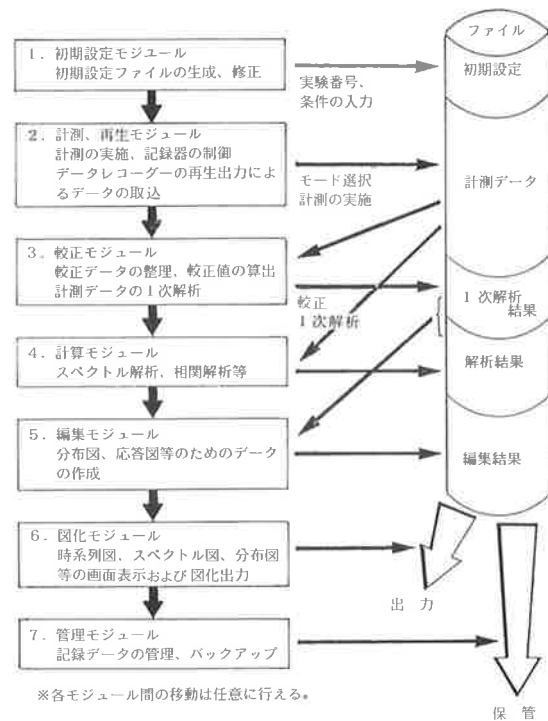 1．初期設定モジュール
初期設定ファイルの生成、修正
2．計測、再生モジュール
計測の実施、記録器の制御
データレコーグーの再生出力によ
るデータの取込
3．較正モジュール
較正データの整理、較正値の算出
計測データの1次解析
4．計算モジュール
スペクトル解析、相関解析等
5．編集モジュール
分布図、応答図等のためのデータ
の作成
6．図化モジュール
時系列図、スペクトル図、分布図
等の画面表示および図化出力
7．管理モジュール
記録データの管理、バックアップ
※各モジュール間の移動は任意に行える。
実験番号、
条件の入力
モード選択
計測の実施
較正
1次解析
ファイル
初期設定
計測データ
1次解析
結果
解析結果
編集結果
出力
保管